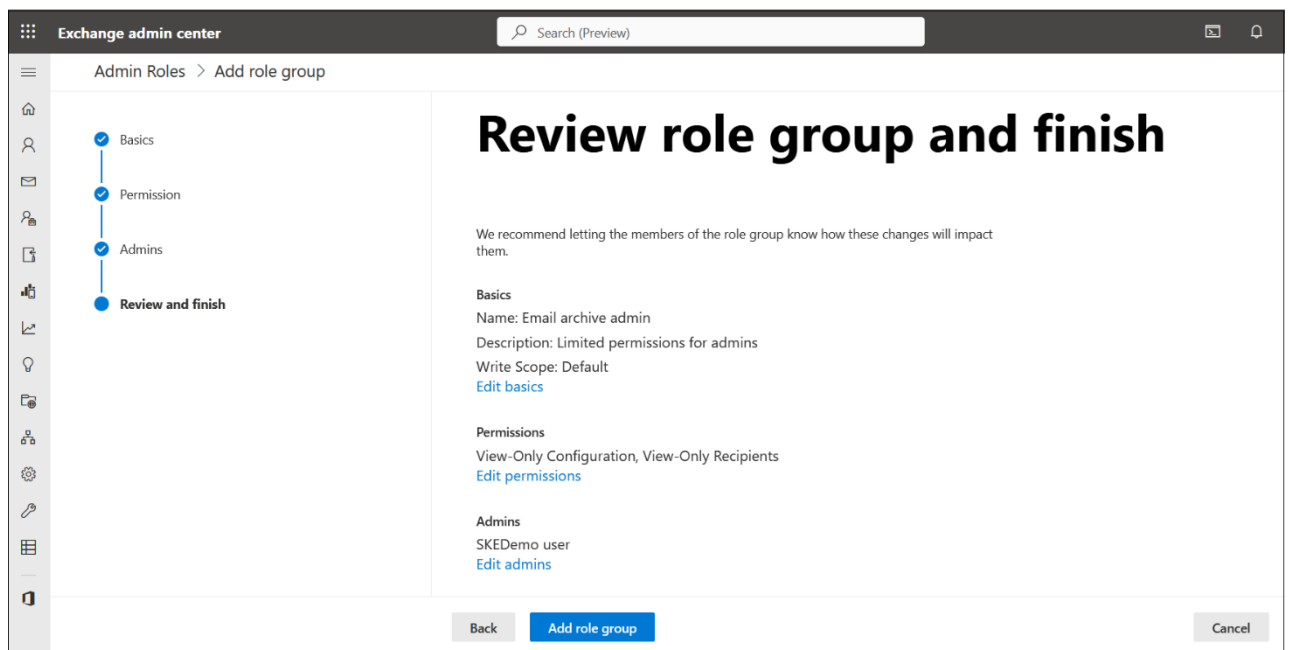 Exchange admin center
Search (Preview)
Admin Roles > Add role group
Basics
Permission
Admins
Review and finish
Review role group and finish
We recommend letting the members of the role group know how these changes will impact
them.
Basics
Name: Email archive admin
Description: Limited permissions for admins
Write Scope: Default
Edit basics
Permissions
View-Only Configuration, View-Only Recipients
Edit permissions
Admins
SKEDemo user
Edit admins
Back
Add role group
Cancel